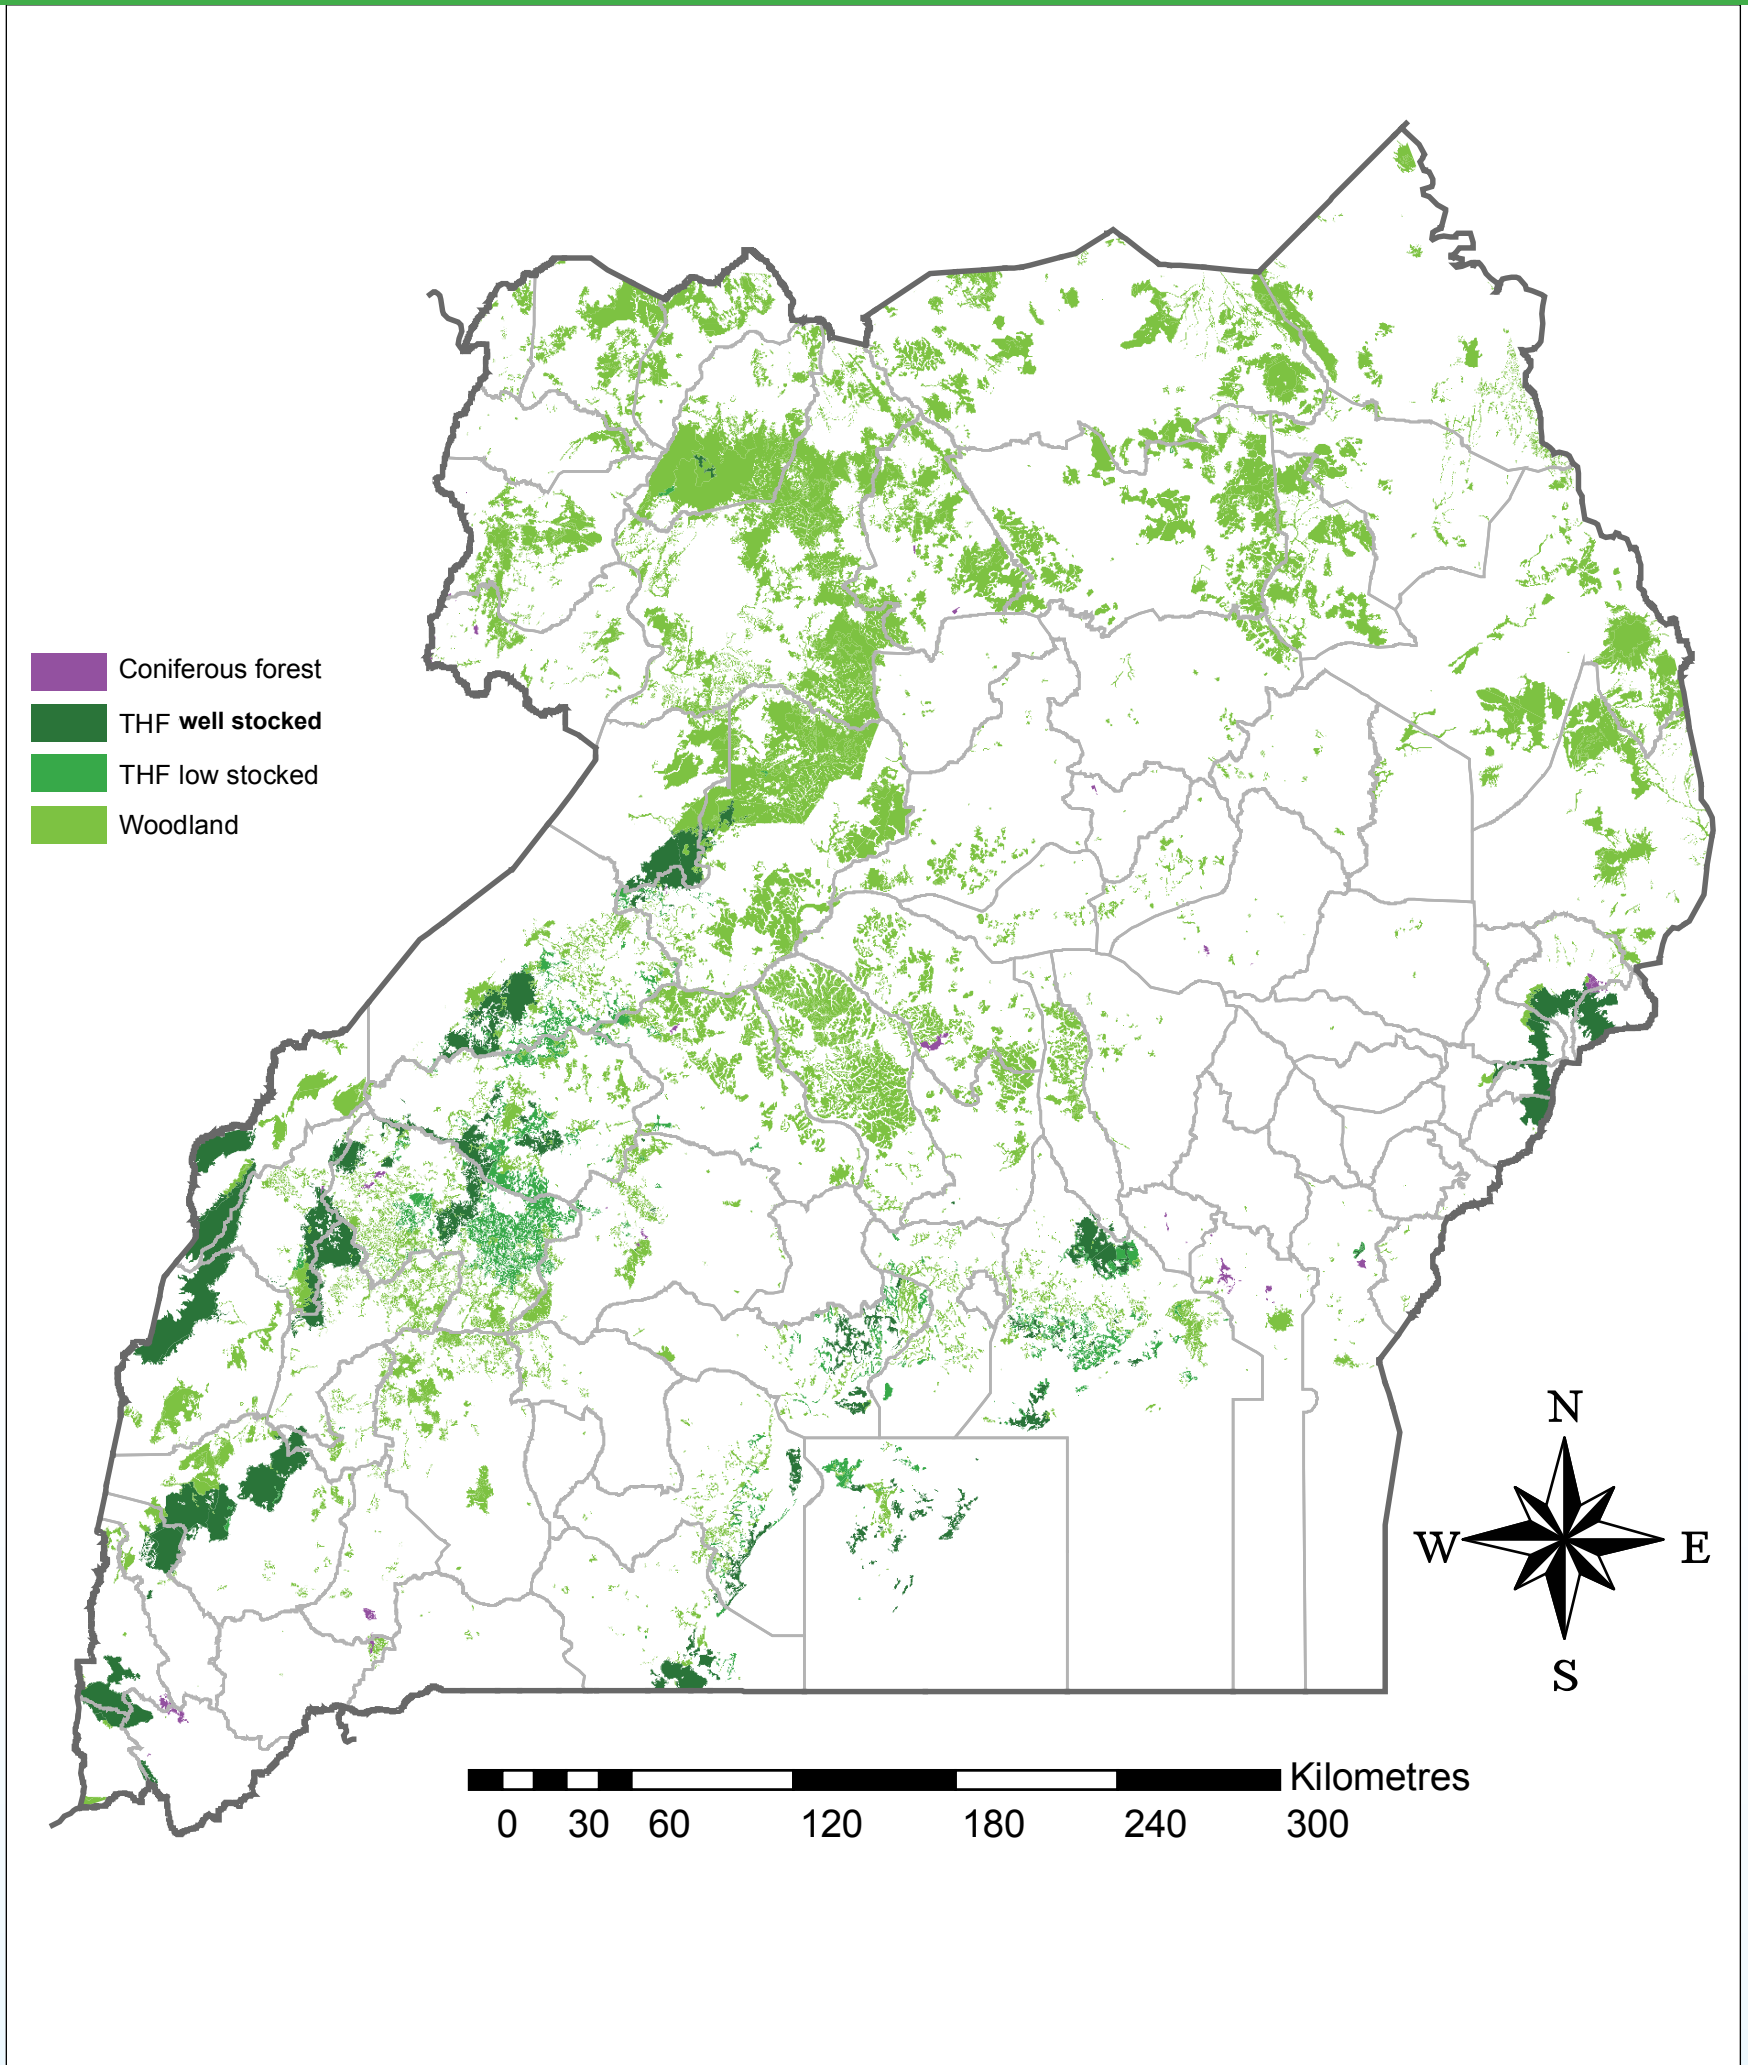 Coniferous forest
THF well stocked
THF low stocked
Woodland
N
W E
S
Kilometres
0 30 60 120 180 240 300